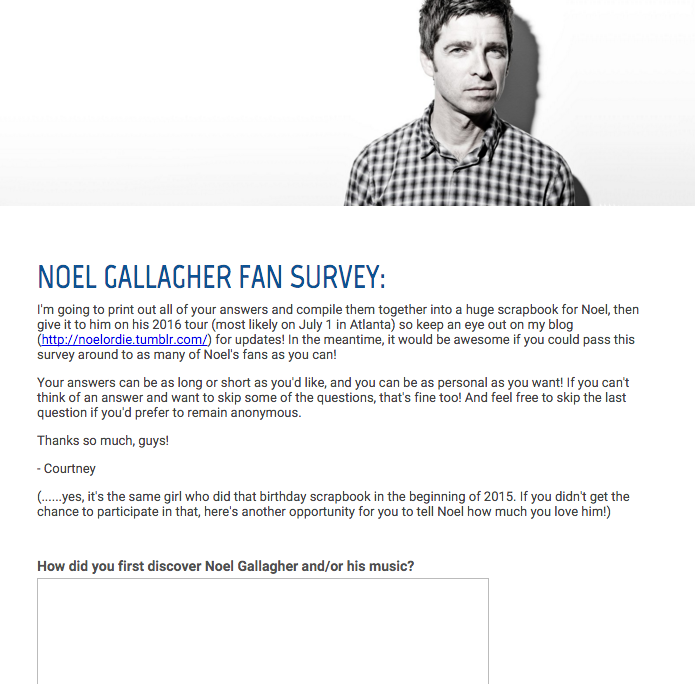 NOEL GALLAGHER FAN SURVEY:
I'm going to print out all of your answers and compile them together into a huge scrapbook for Noel, then
give it to him on his 2016 tour (most likely on July 1 in Atlanta) so keep an eye out on my blog
(http://noelordie.tumblr.com/) for updates! In the meantime, it would be awesome if you could pass this
survey around to as many of Noel's fans as you can!
Your answers can be as long or short as you'd like, and you can be as personal as you want! If you can't
think of an answer and want to skip some of the questions, that's fine too! And feel free to skip the last
question if you'd prefer to remain anonymous.
Thanks so much, guys!
- Courtney
(......yes, it's the same girl who did that birthday scrapbook in the beginning of 2015. If you didn't get the
chance to participate in that, here's another opportunity for you to tell Noel how much you love him!)
How did you first discover Noel Gallagher and/or his music?